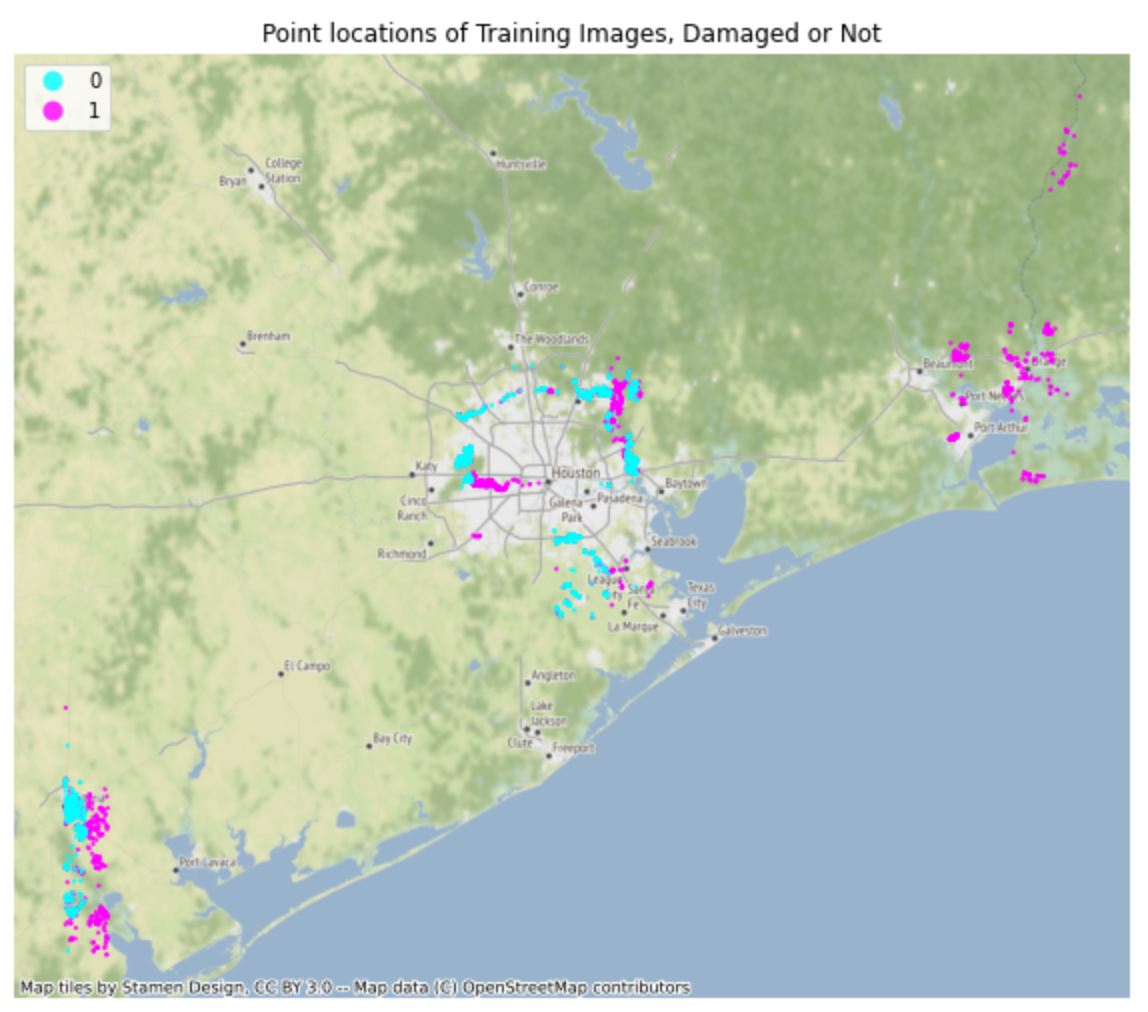 Point locations of Training Images, Damaged or Not
0
1
Huntsville
College
Bryan Station
Conroe
Brenham
The Woodlands
Beaumont
Orange
Port Arthur
Katy
Houston
Baytown
Cinco
Ranch
Galena
Park
Pasadena
Richmond
Seabrook
League
City
Santa
Fe
Texas
City
La Marque
Galveston
El Campo
Angleton
Lake
Jackson
Clute
Freeport
Bay City
Port Lavaca
Map tiles by Stamen Design, CC BY 3.0 -- Map data (C) OpenStreetMap contributors